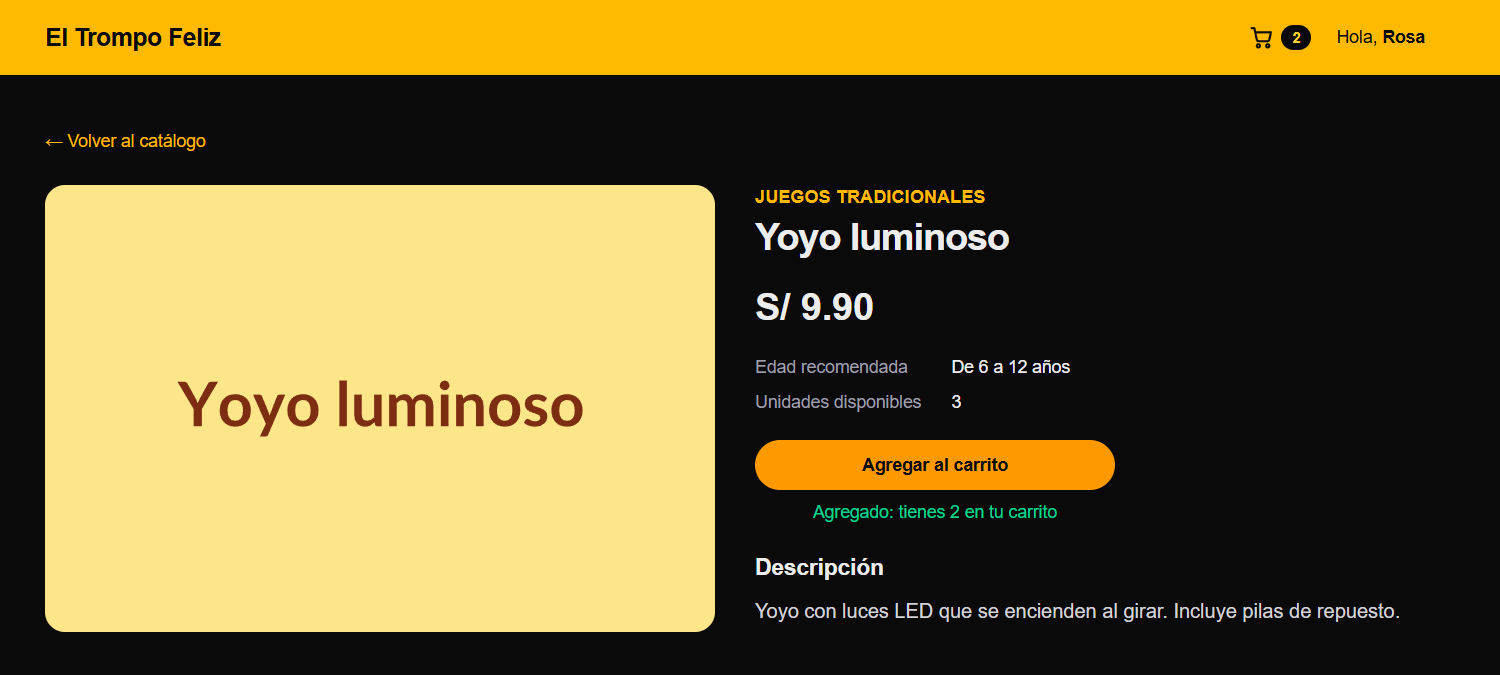 El Trompo Feliz
2 Hola, Rosa
← Volver al catálogo
Yoyo luminoso
JUEGOS TRADICIONALES
Yoyo luminoso
S/ 9.90
Edad recomendada De 6 a 12 años
Unidades disponibles 3
Agregar al carrito
Agregado: tienes 2 en tu carrito
Descripción
Yoyo con luces LED que se encienden al girar. Incluye pilas de repuesto.